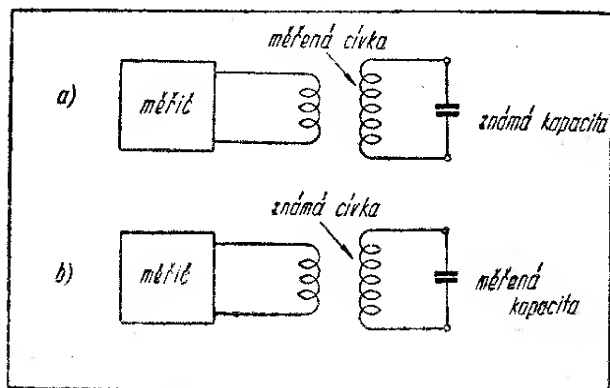 měřená cívka
a)
měřič
známá kapacita
známá cívka
b)
měřič
měřená
kapacita